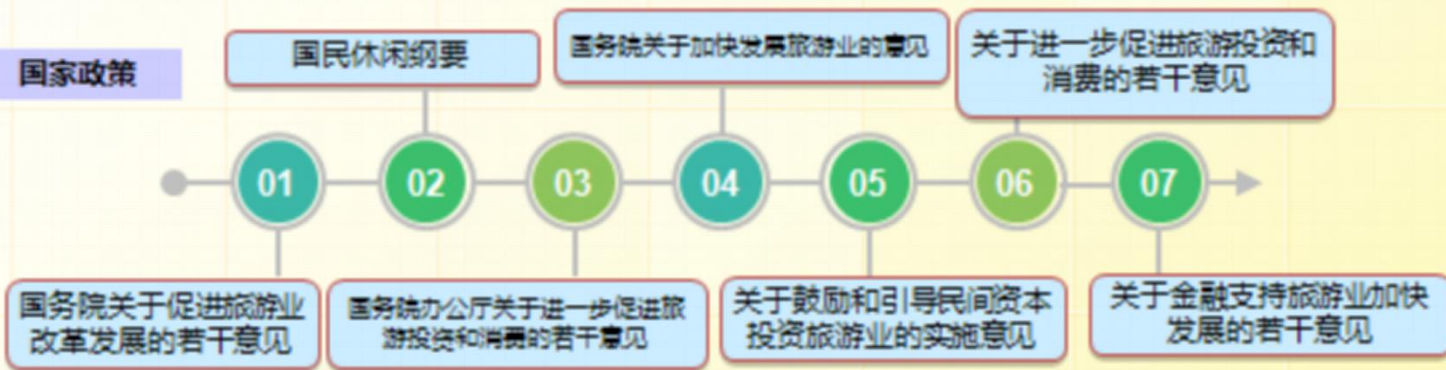 国家政策
国民休闲纲要
国务院关于加快发展旅游业的意见
关于进一步促进旅游投资和
消费的若干意见
01
02
03
04
05
06
07
国务院关于促进旅游业
改革发展的若干意见
国务院办公厅关于进一步促进旅
游投资和消费的若干意见
关于鼓励和引导民间资本
投资旅游业的实施意见
关于金融支持旅游业加快
发展的若干意见